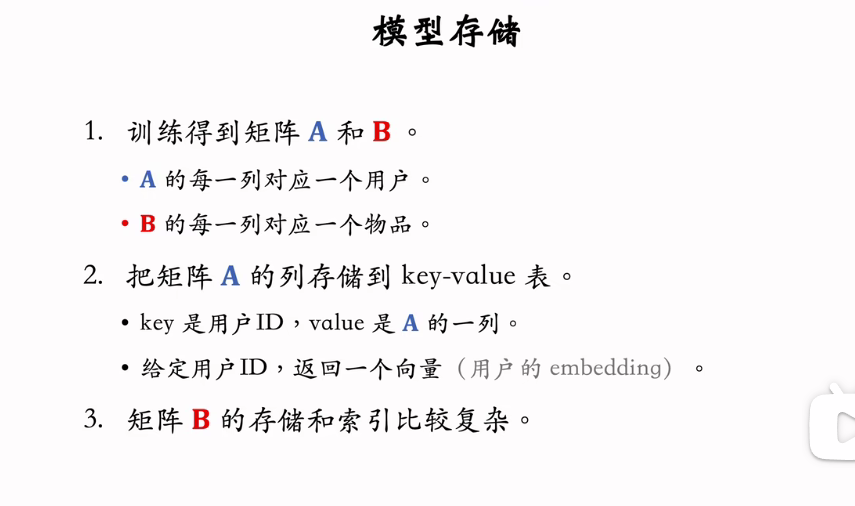 模型存储
1. 训练得到矩阵 A 和 B 。
• A 的每一列对应一个用户。
• B 的每一列对应一个物品。
2. 把矩阵 A 的列存储到 key-value 表。
• key 是用户ID，value 是 A 的一列。
• 给定用户ID，返回一个向量（用户的 embedding）。
3. 矩阵 B 的存储和索引比较复杂。